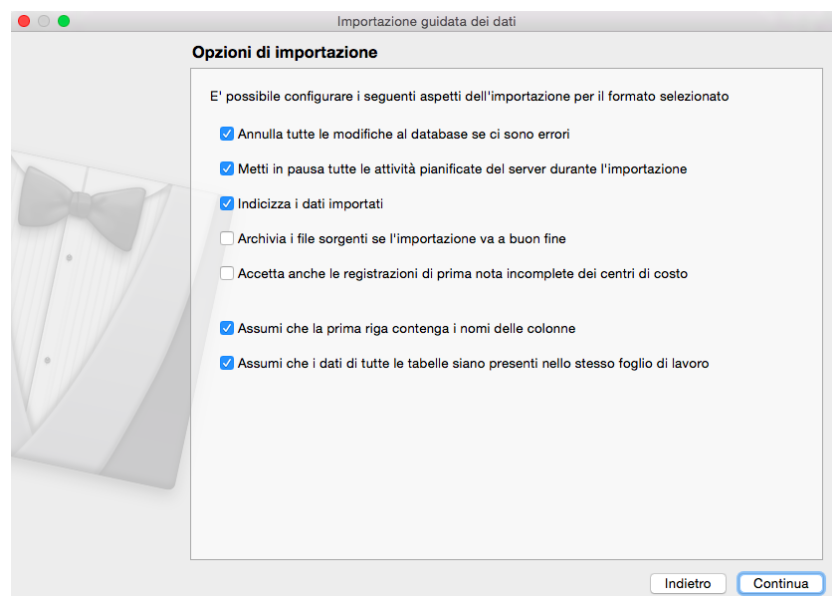 Importazione guidata dei dati
Opzioni di importazione
E' possibile configurare i seguenti aspetti dell'importazione per il formato selezionato
Annulla tutte le modifiche al database se ci sono errori
Metti in pausa tutte le attività pianificate del server durante l'importazione
Indicizza i dati importati
Archivia i file sorgenti se l'importazione va a buon fine
Accetta anche le registrazioni di prima nota incomplete dei centri di costo
Assumi che la prima riga contenga i nomi delle colonne
Assumi che i dati di tutte le tabelle siano presenti nello stesso foglio di lavoro
Indietro Continua